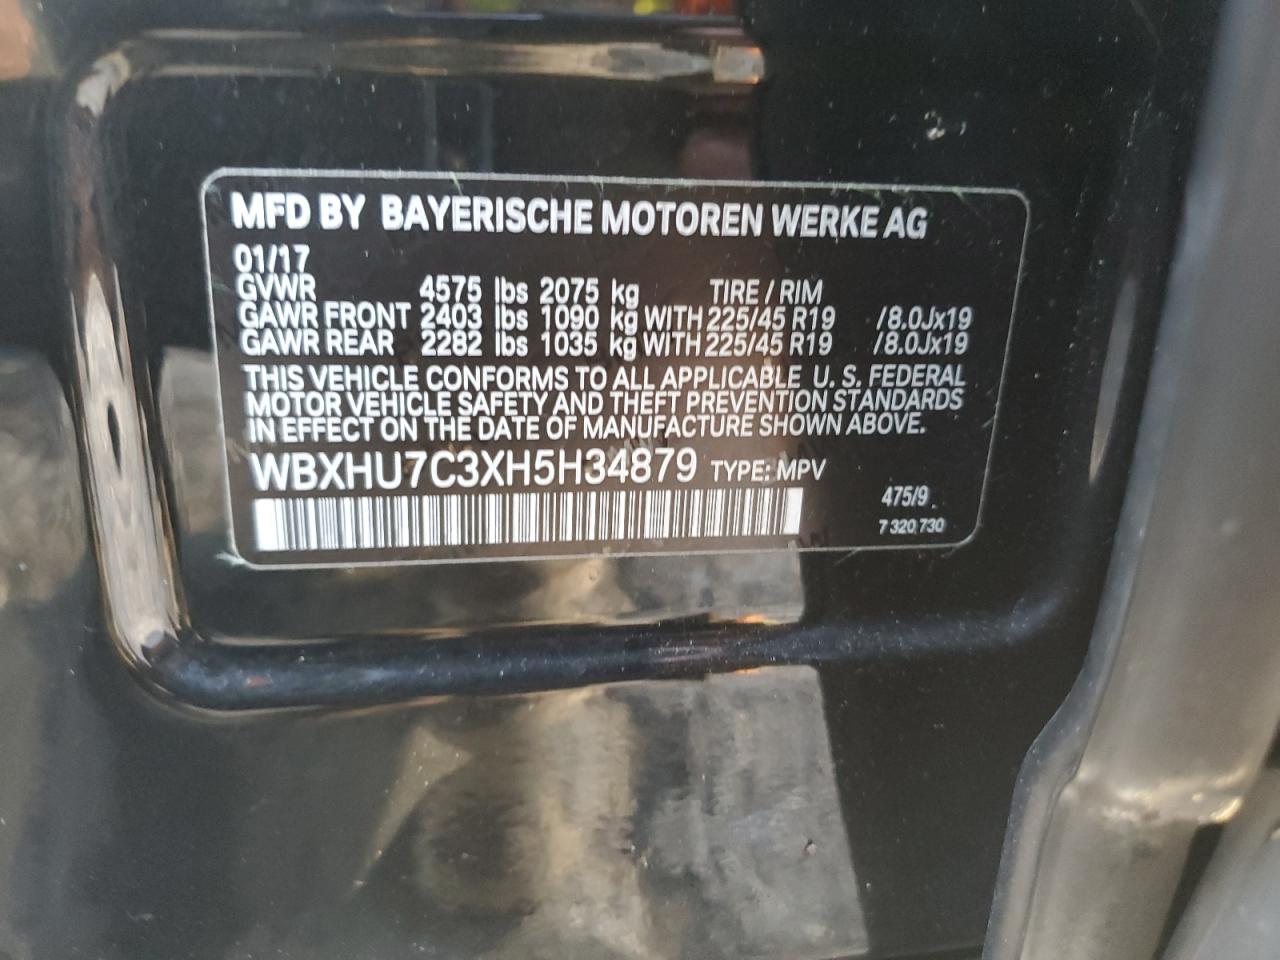 MFD BY BAYERISCHE MOTOREN WERKE AG
01/17
GVWR 4575 lbs 2075 kg TIRE / RIM
GAWR FRONT 2403 lbs 1090 kg WITH 225/45 R19 /8.0Jx19
GAWR REAR 2282 lbs 1035 kg WITH 225/45 R19 /8.0Jx19
THIS VEHICLE CONFORMS TO ALL APPLICABLE U. S. FEDERAL
MOTOR VEHICLE SAFETY AND THEFT PREVENTION STANDARDS
IN EFFECT ON THE DATE OF MANUFACTURE SHOWN ABOVE.
WBXHU7C3XH5H34879 TYPE: MPV
475/9
7 320 730